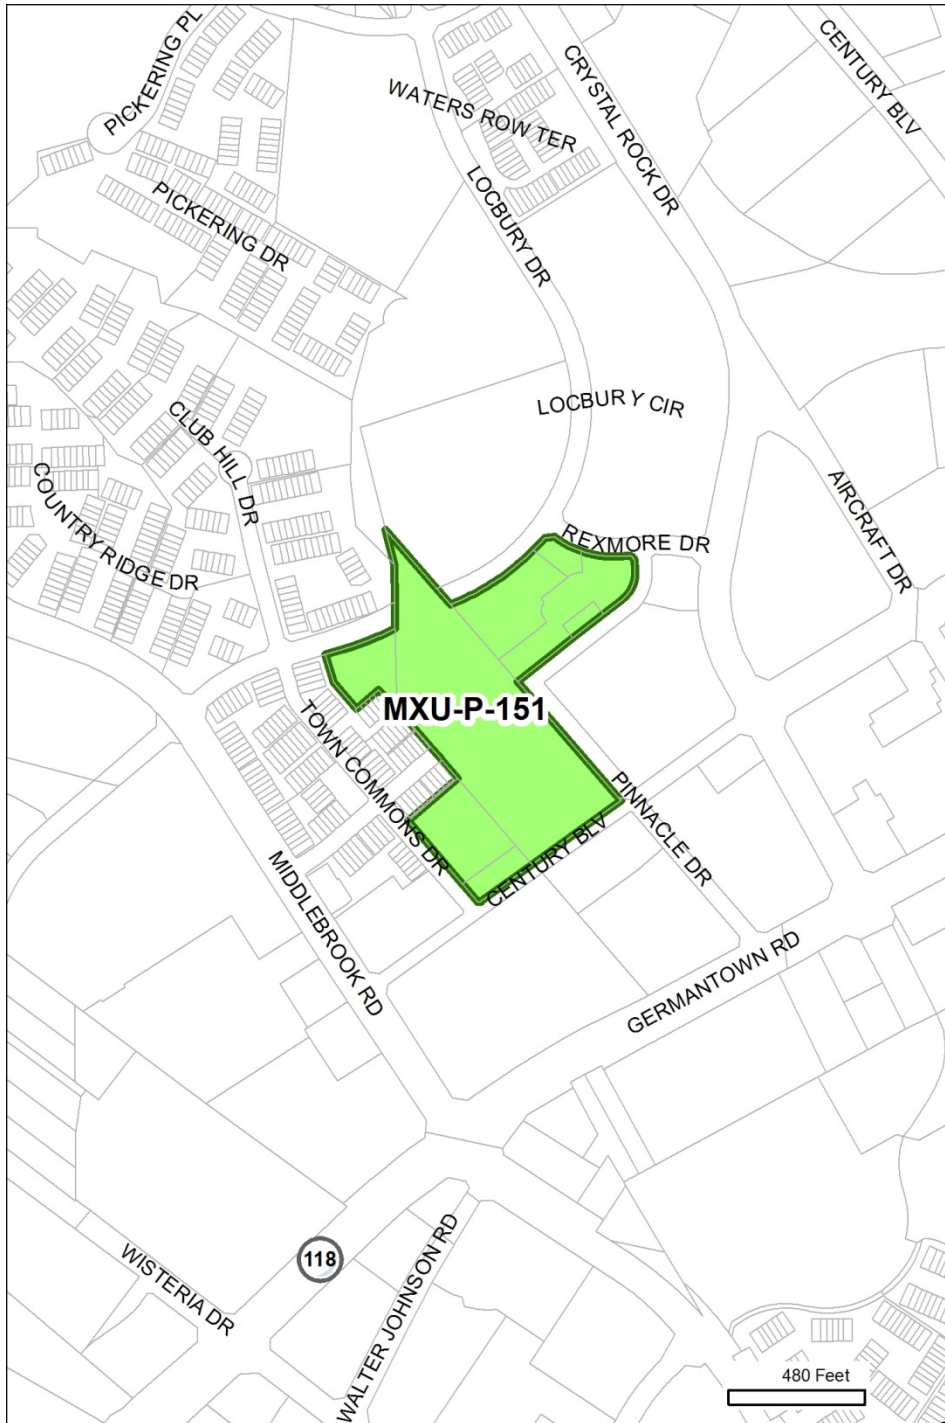 PICKERING PL
CENTURY BLV
CRYSTAL ROCK DR
WATERS ROW TER
PICKERING DR
LOCBURY DR
LOCBURY CIR
CLUB HILL DR
COUNTRY RIDGE DR
AIRCRAFT DR
REXMORE DR
MXU-P-151
TOWN COMMONS DR
PINNACLE DR
CENTURY BLV
MIDDLEBROOK RD
GERMANTOWN RD
118
WISTERIA DR
WALTER JOHNSON RD
480 Feet